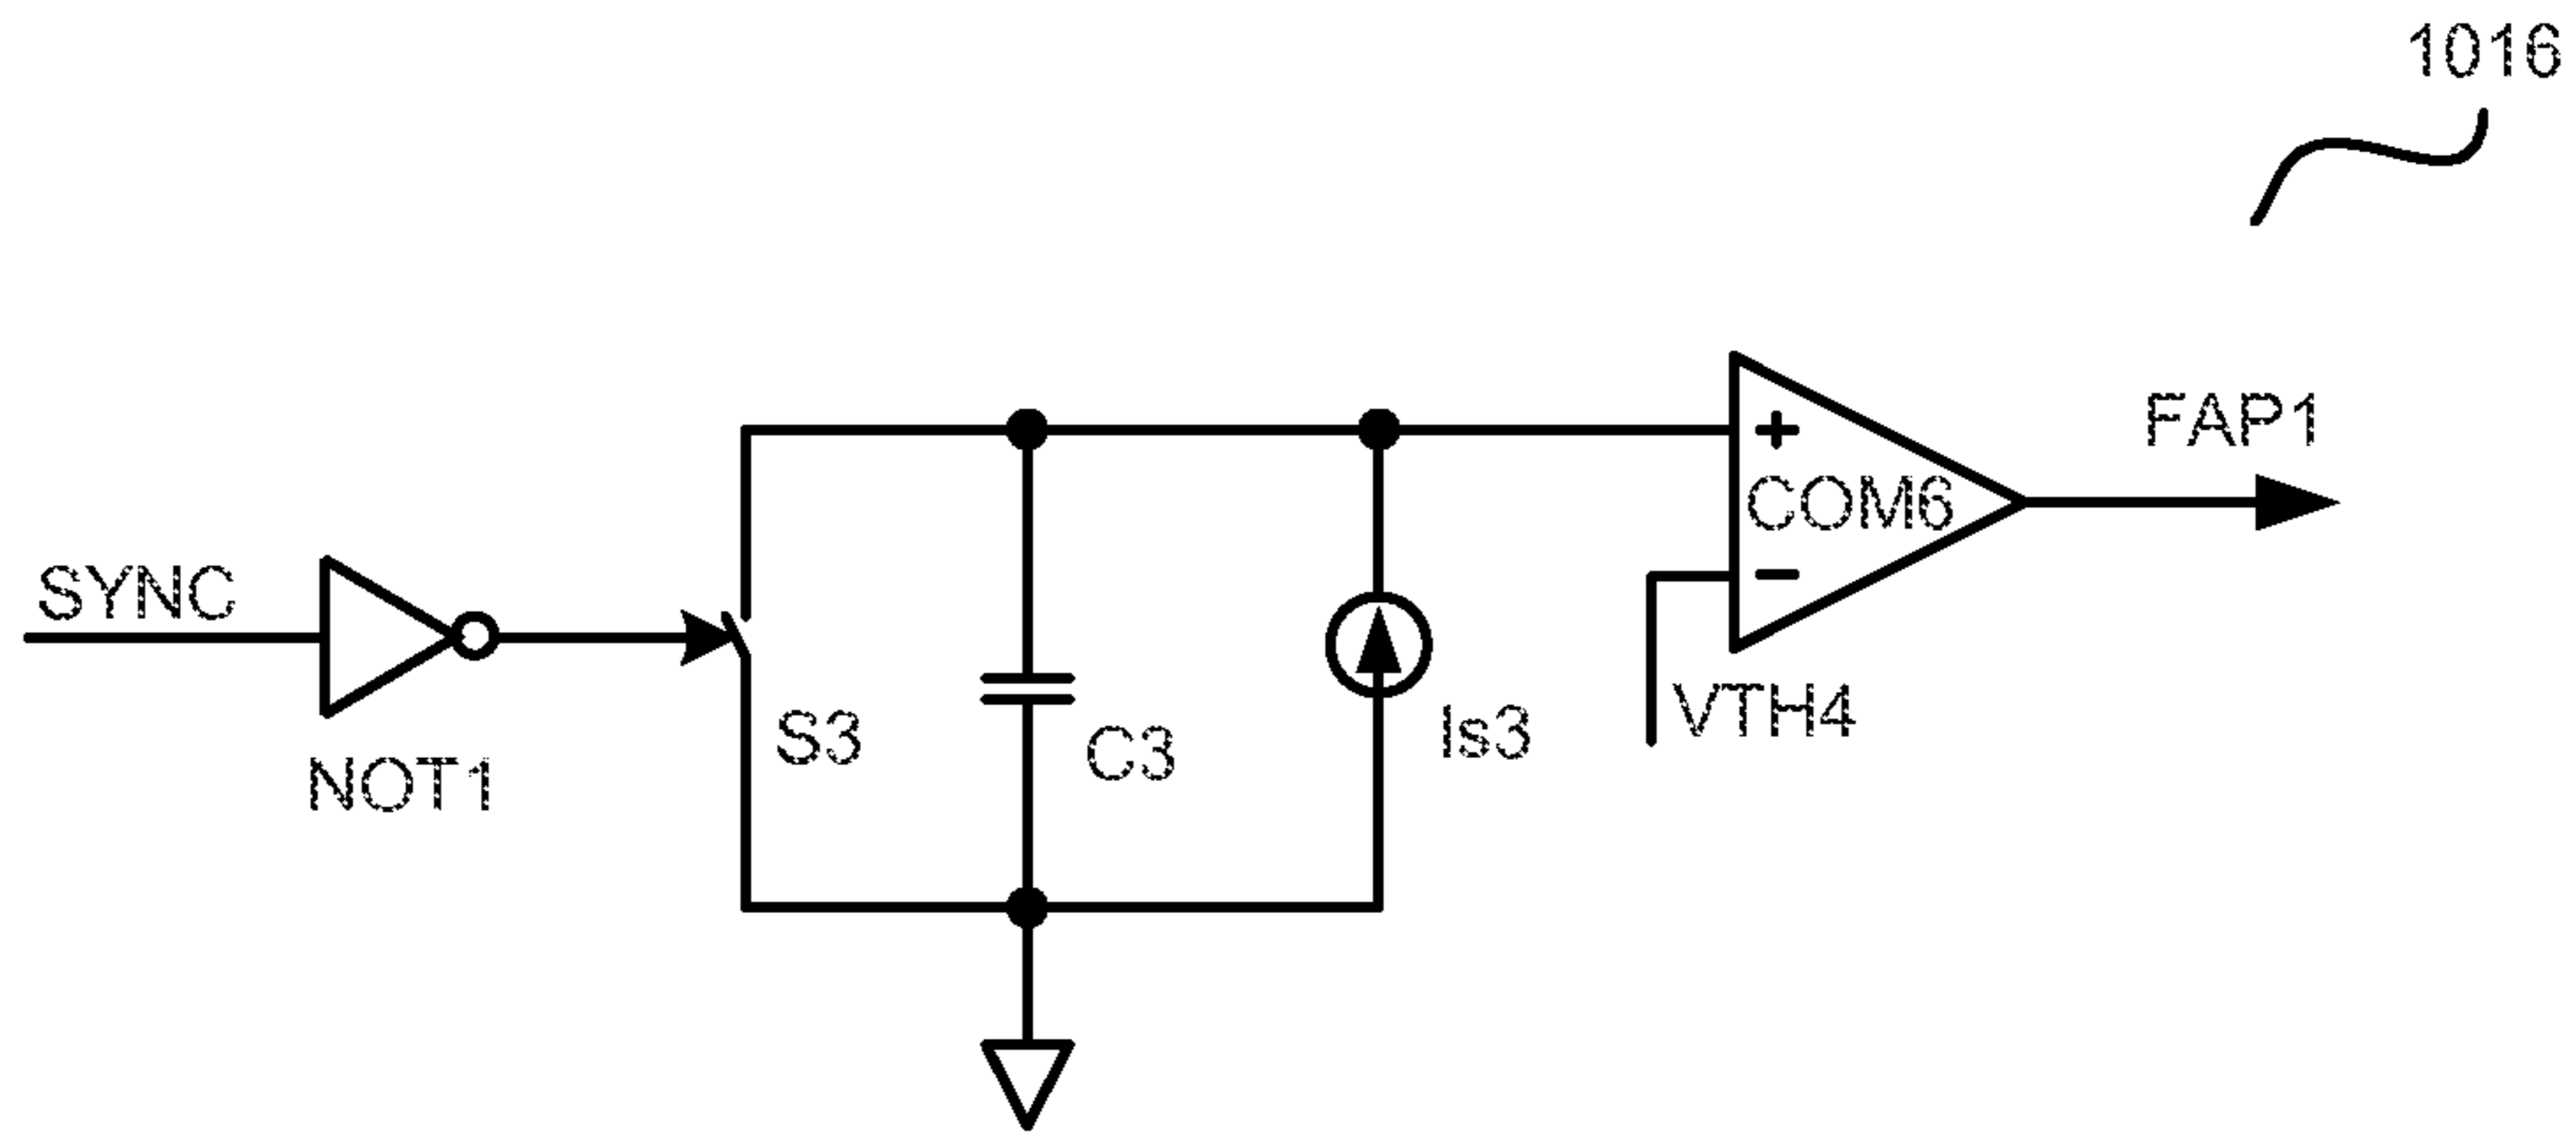 1016
FAP1
+
COM6
SYNC
−
VTH4
S3
Is3
C3
NOT1